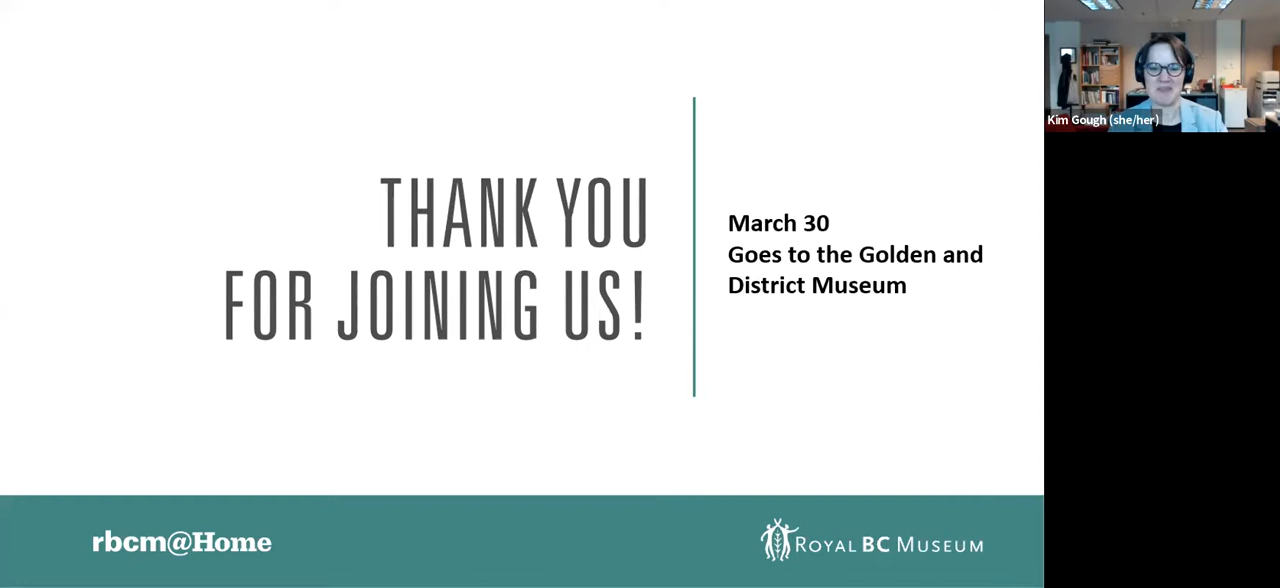 THANK YOU
FOR JOINING US!
March 30
Goes to the Golden and
District Museum
rbcm@Home
ROYAL BC MUSEUM
Kim Gough (she/her)